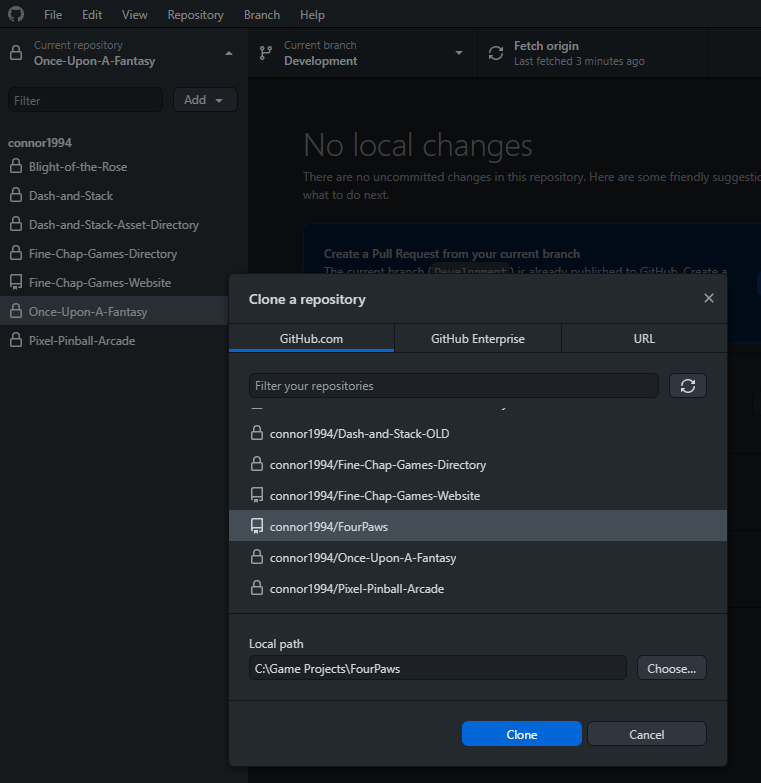 File Edit View Repository Branch Help
Current repository
Once-Upon-A-Fantasy
Current branch
Development
Fetch origin
Last fetched 3 minutes ago
Filter
Add
connor1994
Blight-of-the-Rose
Dash-and-Stack
Dash-and-Stack-Asset-Directory
Fine-Chap-Games-Directory
Fine-Chap-Games-Website
Once-Upon-A-Fantasy
Pixel-Pinball-Arcade
No local changes
There are no uncommitted changes in this repository. Here are some friendly
what to do next.
Create a Pull Request from your current branch
The current branch (Development) is already published to GitHub. Create a
Clone a repository
GitHub.com GitHub Enterprise URL
Filter your repositories
connor1994/Dash-and-Stack-OLD
connor1994/Fine-Chap-Games-Directory
connor1994/Fine-Chap-Games-Website
connor1994/FourPaws
connor1994/Once-Upon-A-Fantasy
connor1994/Pixel-Pinball-Arcade
Local path
C:\Game Projects\FourPaws
Choose...
Clone Cancel